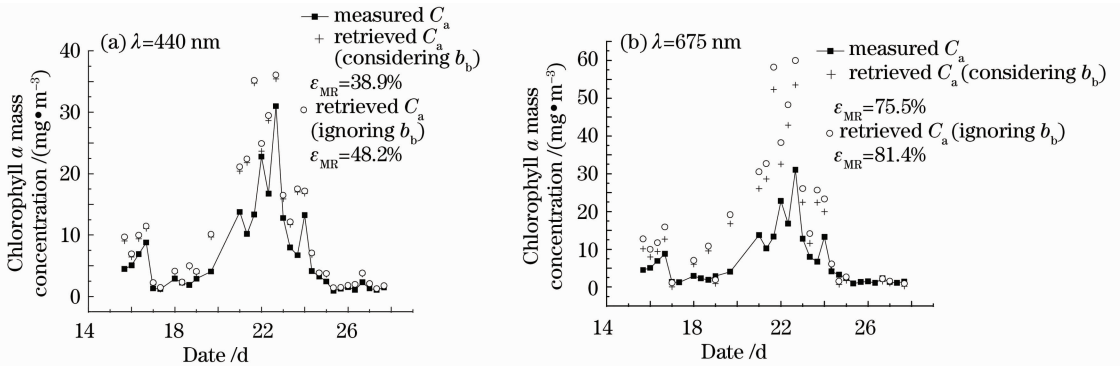 (a) λ=440 nm
measured Ca
retrieved Ca
(considering bb)
εMR=38.9%
retrieved Ca
(ignoring bb)
εMR=48.2%
Chlorophyll a mass
concentration /(mg•m−3)
40
30
20
10
0
14 18 22 26
Date /d
(b) λ=675 nm
measured Ca
retrieved Ca (considering bb)
εMR=75.5%
retrieved Ca (ignoring bb)
εMR=81.4%
Chlorophyll a mass
concentration /(mg•m−3)
60
50
40
30
20
10
0
14 18 22 26
Date /d